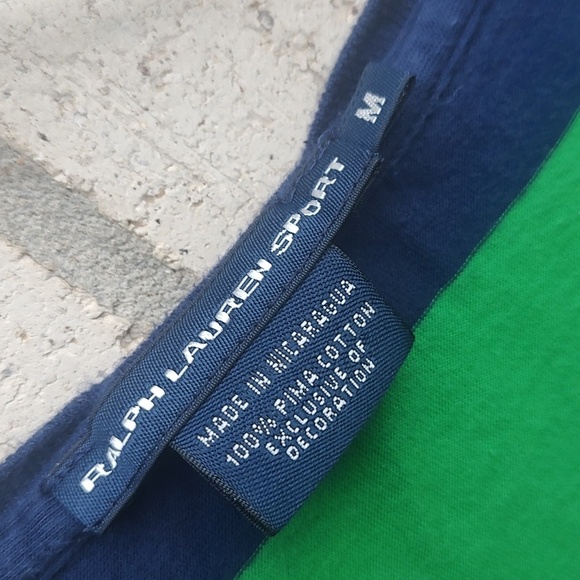 M
RALPH LAUREN SPORT
MADE IN NICARAGUA
100% PIMA COTTON
EXCLUSIVE OF
DECORATION